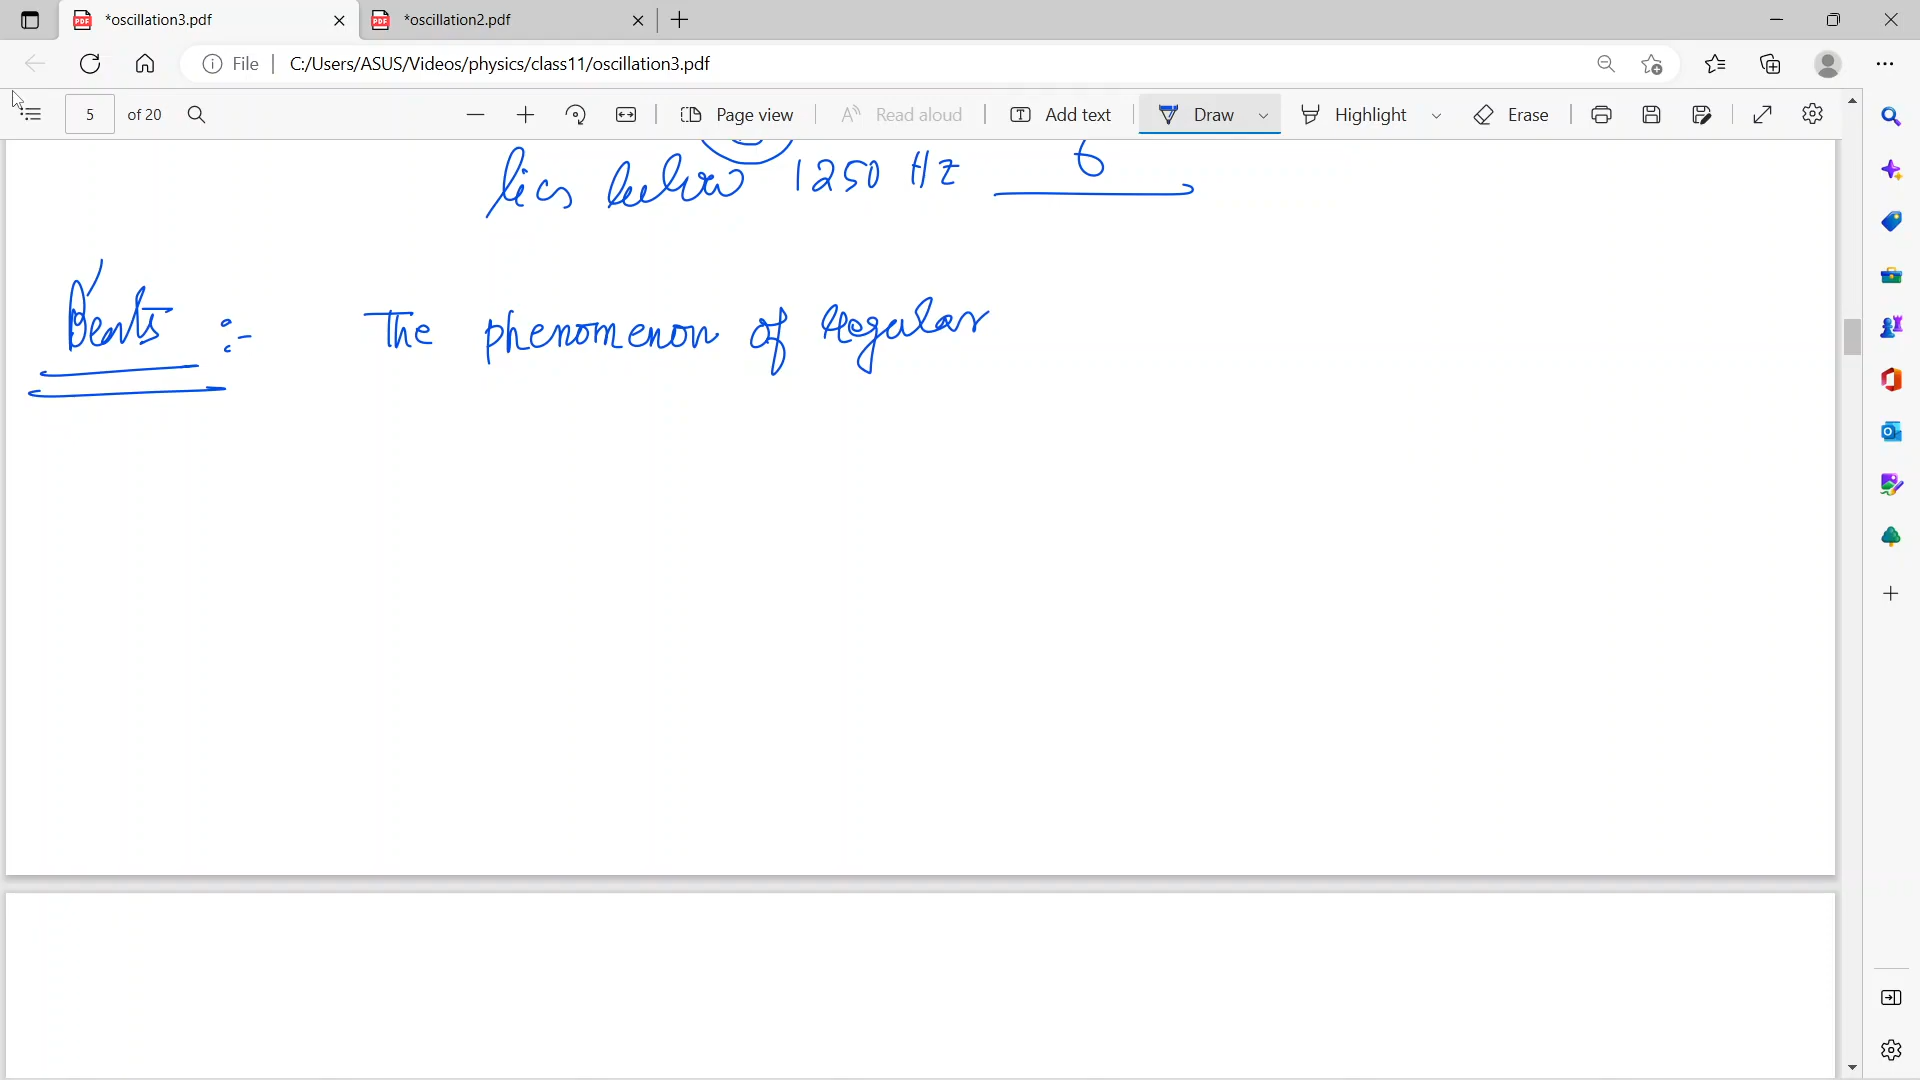 *oscillation3.pdf
*oscillation2.pdf
File
C:/Users/ASUS/Videos/physics/class11/oscillation3.pdf
5 of 20
Page view
Read aloud
Add text
Draw
Highlight
Erase
lies below 1250 Hz
6
Beats :- The phenomenon of regular